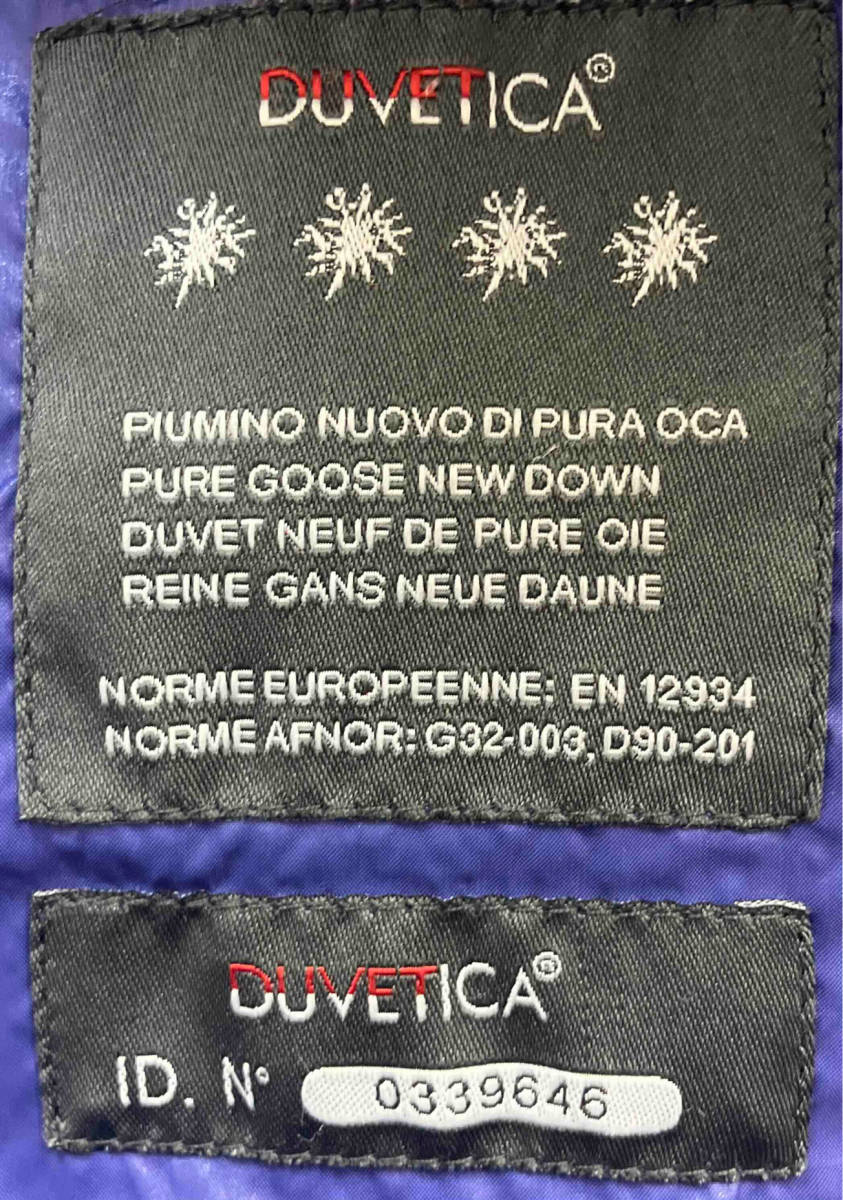 DUVETICA®
PIUMINO NUOVO DI PURA OCA
PURE GOOSE NEW DOWN
DUVET NEUF DE PURE OIE
REINE GANS NEUE DAUNE
NORME EUROPEENNE: EN 12934
NORME AFNOR: G32-003, D90-201
DUVETICA®
ID. N° 0339646